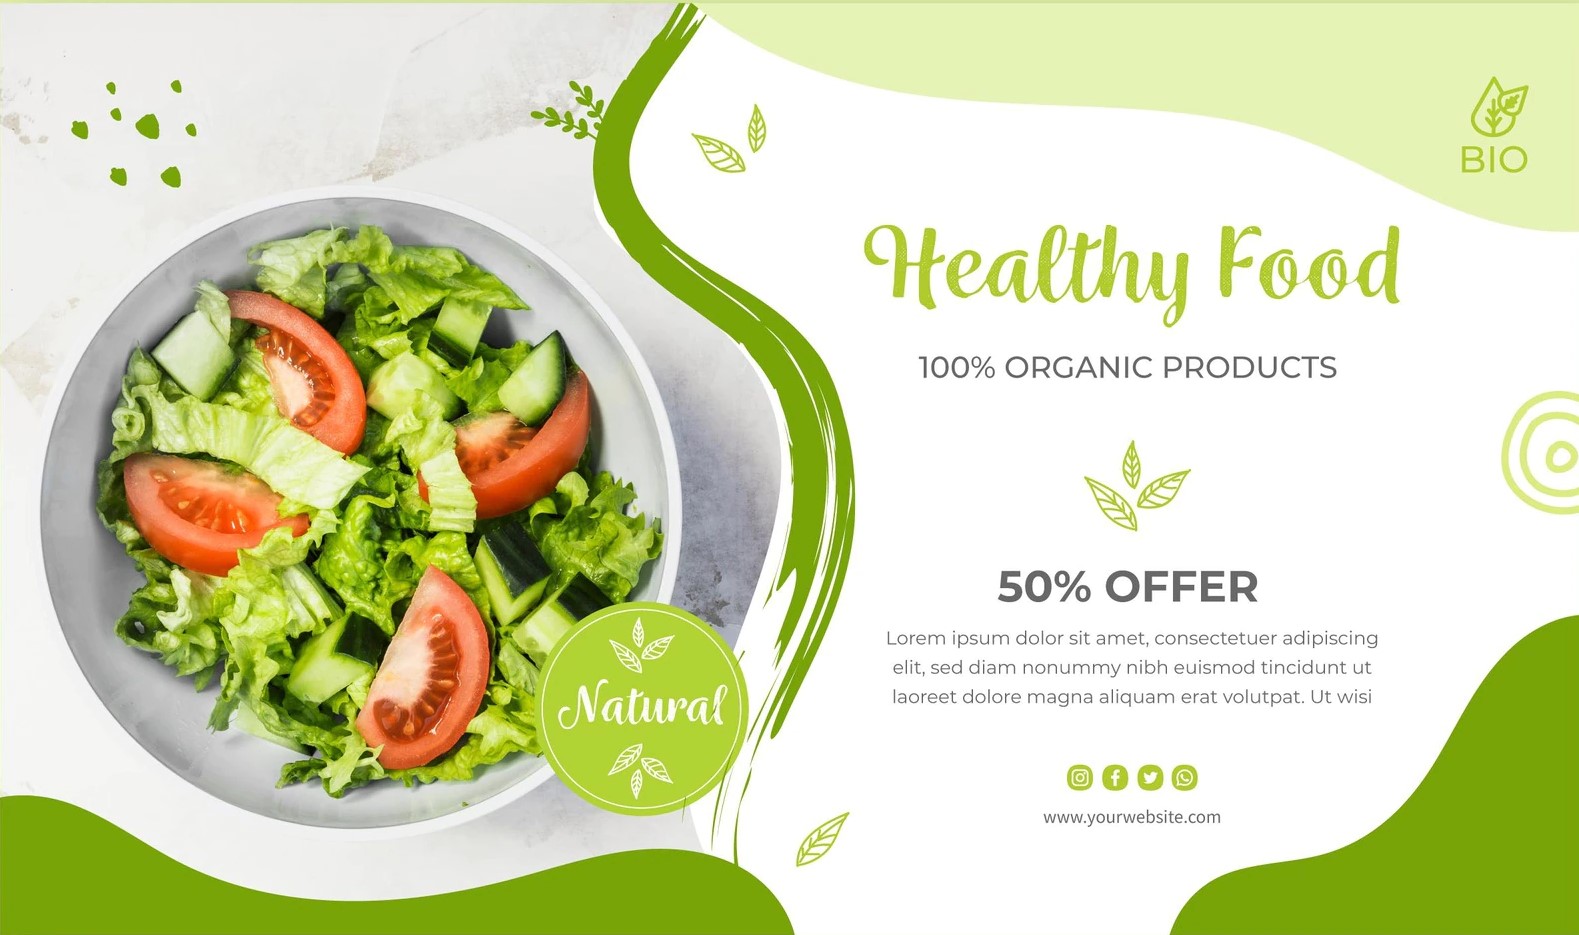 BIO
Healthy Food
100% ORGANIC PRODUCTS
50% OFFER
Lorem ipsum dolor sit amet, consectetuer adipiscing
elit, sed diam nonummy nibh euismod tincidunt ut
laoreet dolore magna aliquam erat volutpat. Ut wisi
Natural
www.yourwebsite.com